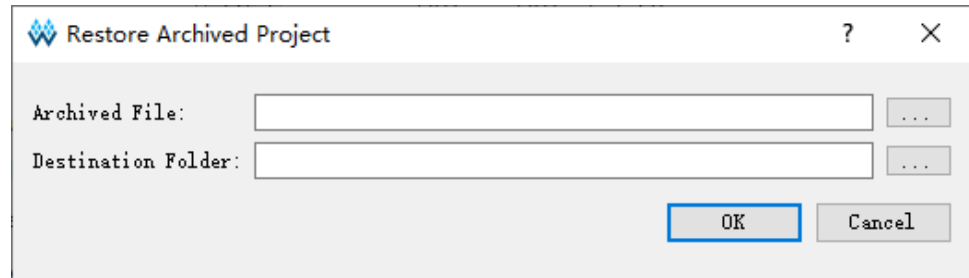 Restore Archived Project ?
Archived File: ...
Destination Folder: ...
OK Cancel